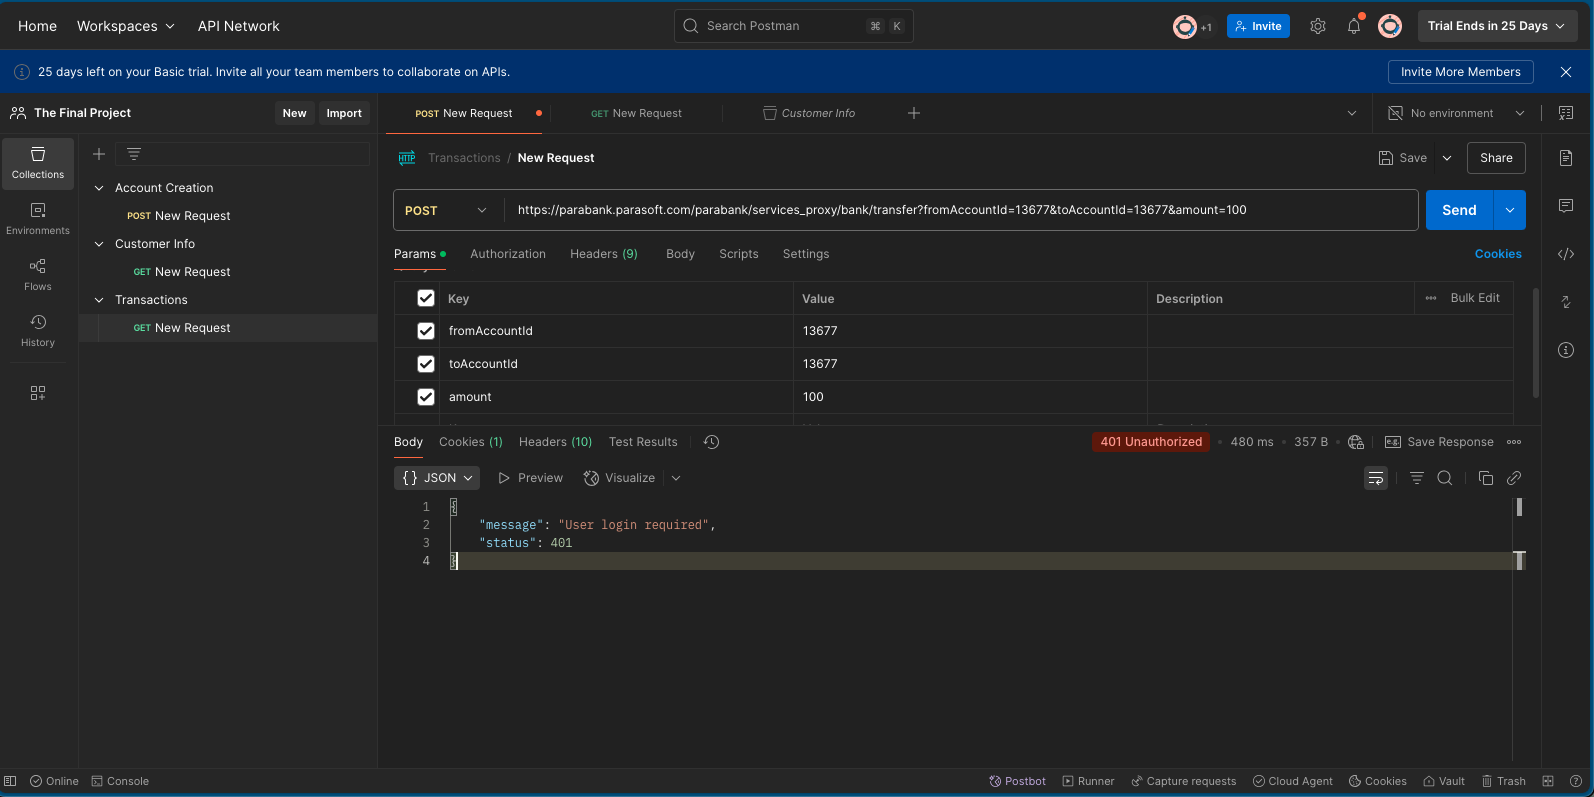 Home Workspaces API Network Search Postman ⌘ K +1 Invite Trial Ends in 25 Days
25 days left on your Basic trial. Invite all your team members to collaborate on APIs. Invite More Members
The Final Project New Import
POST New Request GET New Request Customer Info No environment
Collections
Environments
Flows
History
Account Creation
POST New Request
Customer Info
GET New Request
Transactions
GET New Request
HTTP Transactions / New Request Save Share
POST https://parabank.parasoft.com/parabank/services_proxy/bank/transfer?fromAccountId=13677&toAccountId=13677&amount=100 Send
Params Authorization Headers (9) Body Scripts Settings Cookies
Key Value Description Bulk Edit
fromAccountId 13677
toAccountId 13677
amount 100
Body Cookies (1) Headers (10) Test Results 401 Unauthorized 480 ms 357 B e.g. Save Response
{} JSON Preview Visualize
1 {
2 "message": "User login required",
3 "status": 401
4 }
Online Console Postbot Runner Capture requests Cloud Agent Cookies Vault Trash